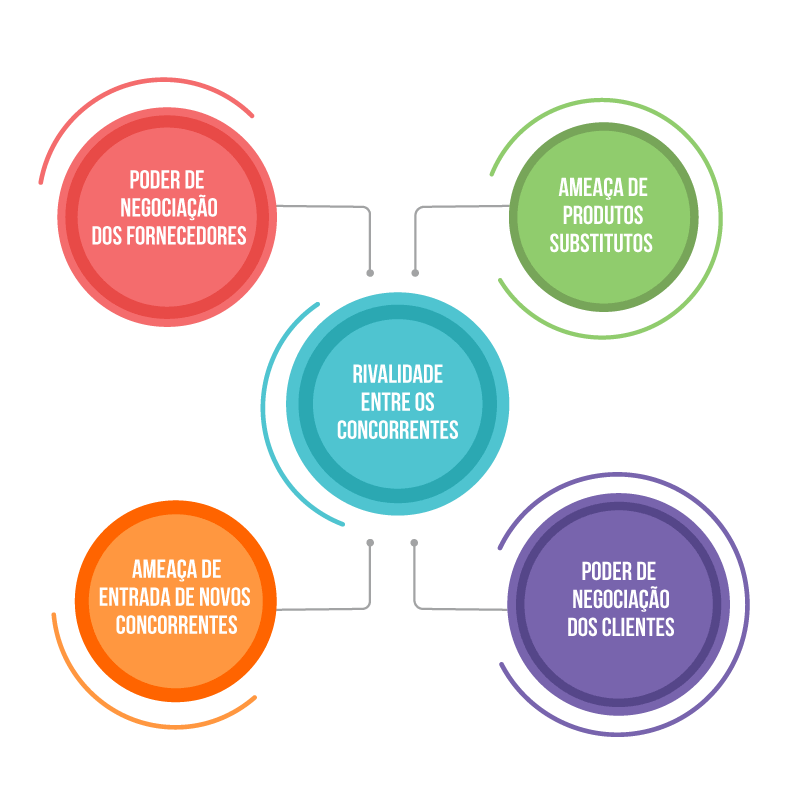 PODER DE
NEGOCIAÇÃO
DOS FORNECEDORES
AMEAÇA DE
PRODUTOS
SUBSTITUTOS
RIVALIDADE
ENTRE OS
CONCORRENTES
AMEAÇA DE
ENTRADA DE NOVOS
CONCORRENTES
PODER DE
NEGOCIAÇÃO
DOS CLIENTES